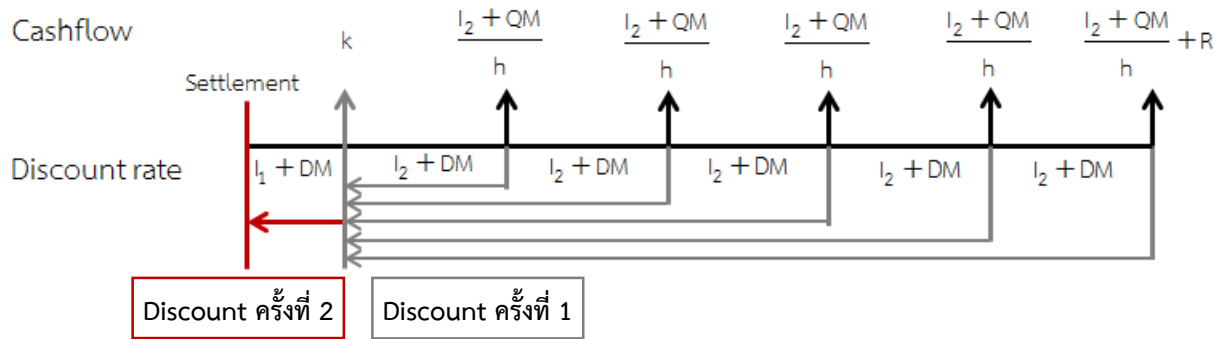 Cashflow
k
I₂ + QM
h
I₂ + QM
h
I₂ + QM
h
I₂ + QM
h
I₂ + QM
h
+ R
Settlement
Discount rate
I₁ + DM
I₂ + DM
I₂ + DM
I₂ + DM
I₂ + DM
I₂ + DM
Discount ครั้งที่ 2
Discount ครั้งที่ 1